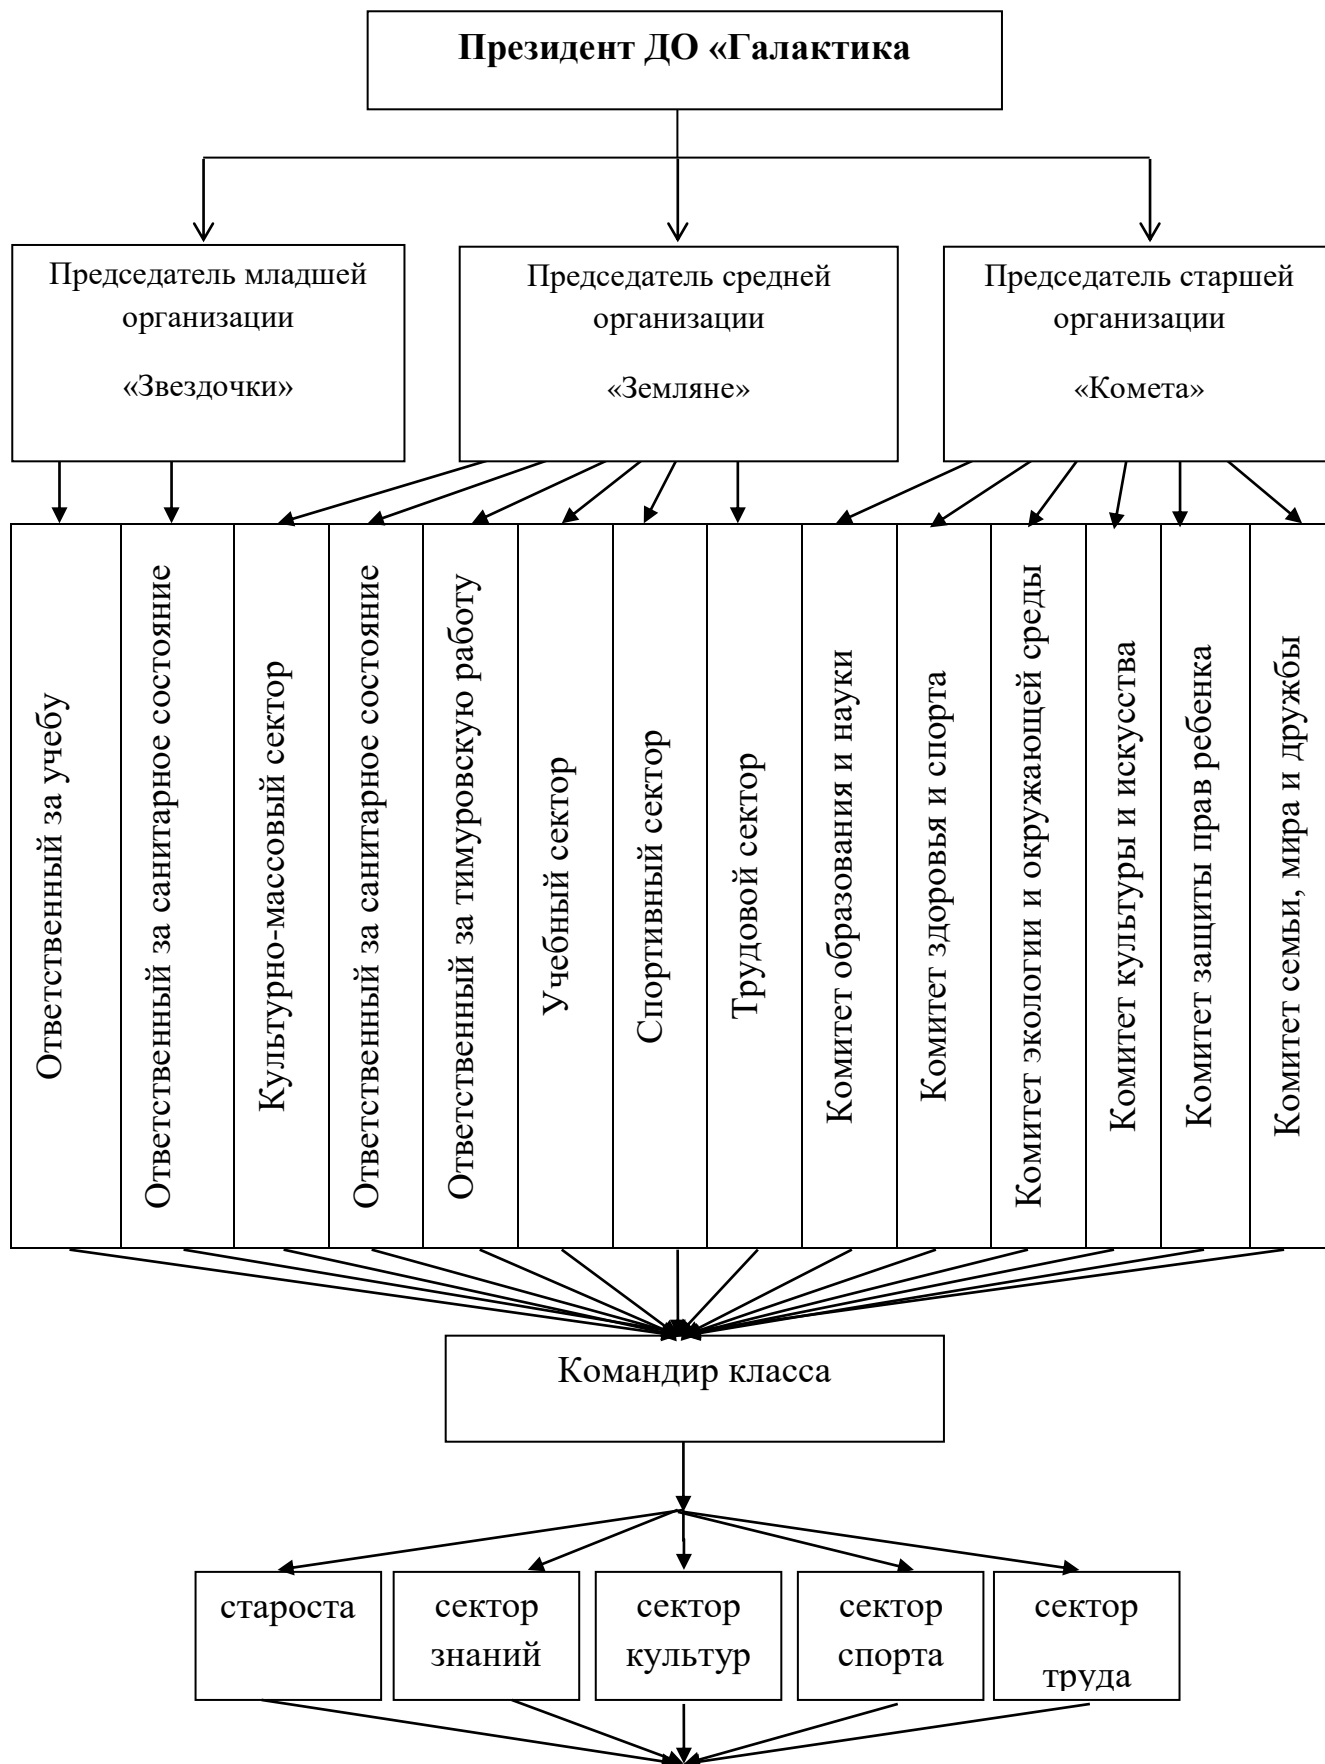 Президент ДО «Галактика
Председатель младшей
организации
«Звездочки»
Председатель средней
организации
«Земляне»
Председатель старшей
организации
«Комета»
Ответственный за учебу
Ответственный за санитарное состояние
Культурно-массовый сектор
Ответственный за санитарное состояние
Ответственный за тимуровскую работу
Учебный сектор
Спортивный сектор
Трудовой сектор
Комитет образования и науки
Комитет здоровья и спорта
Комитет экологии и окружающей среды
Комитет культуры и искусства
Комитет защиты прав ребенка
Комитет семьи, мира и дружбы
Командир класса
староста
сектор
знаний
сектор
культур
сектор
спорта
сектор
труда